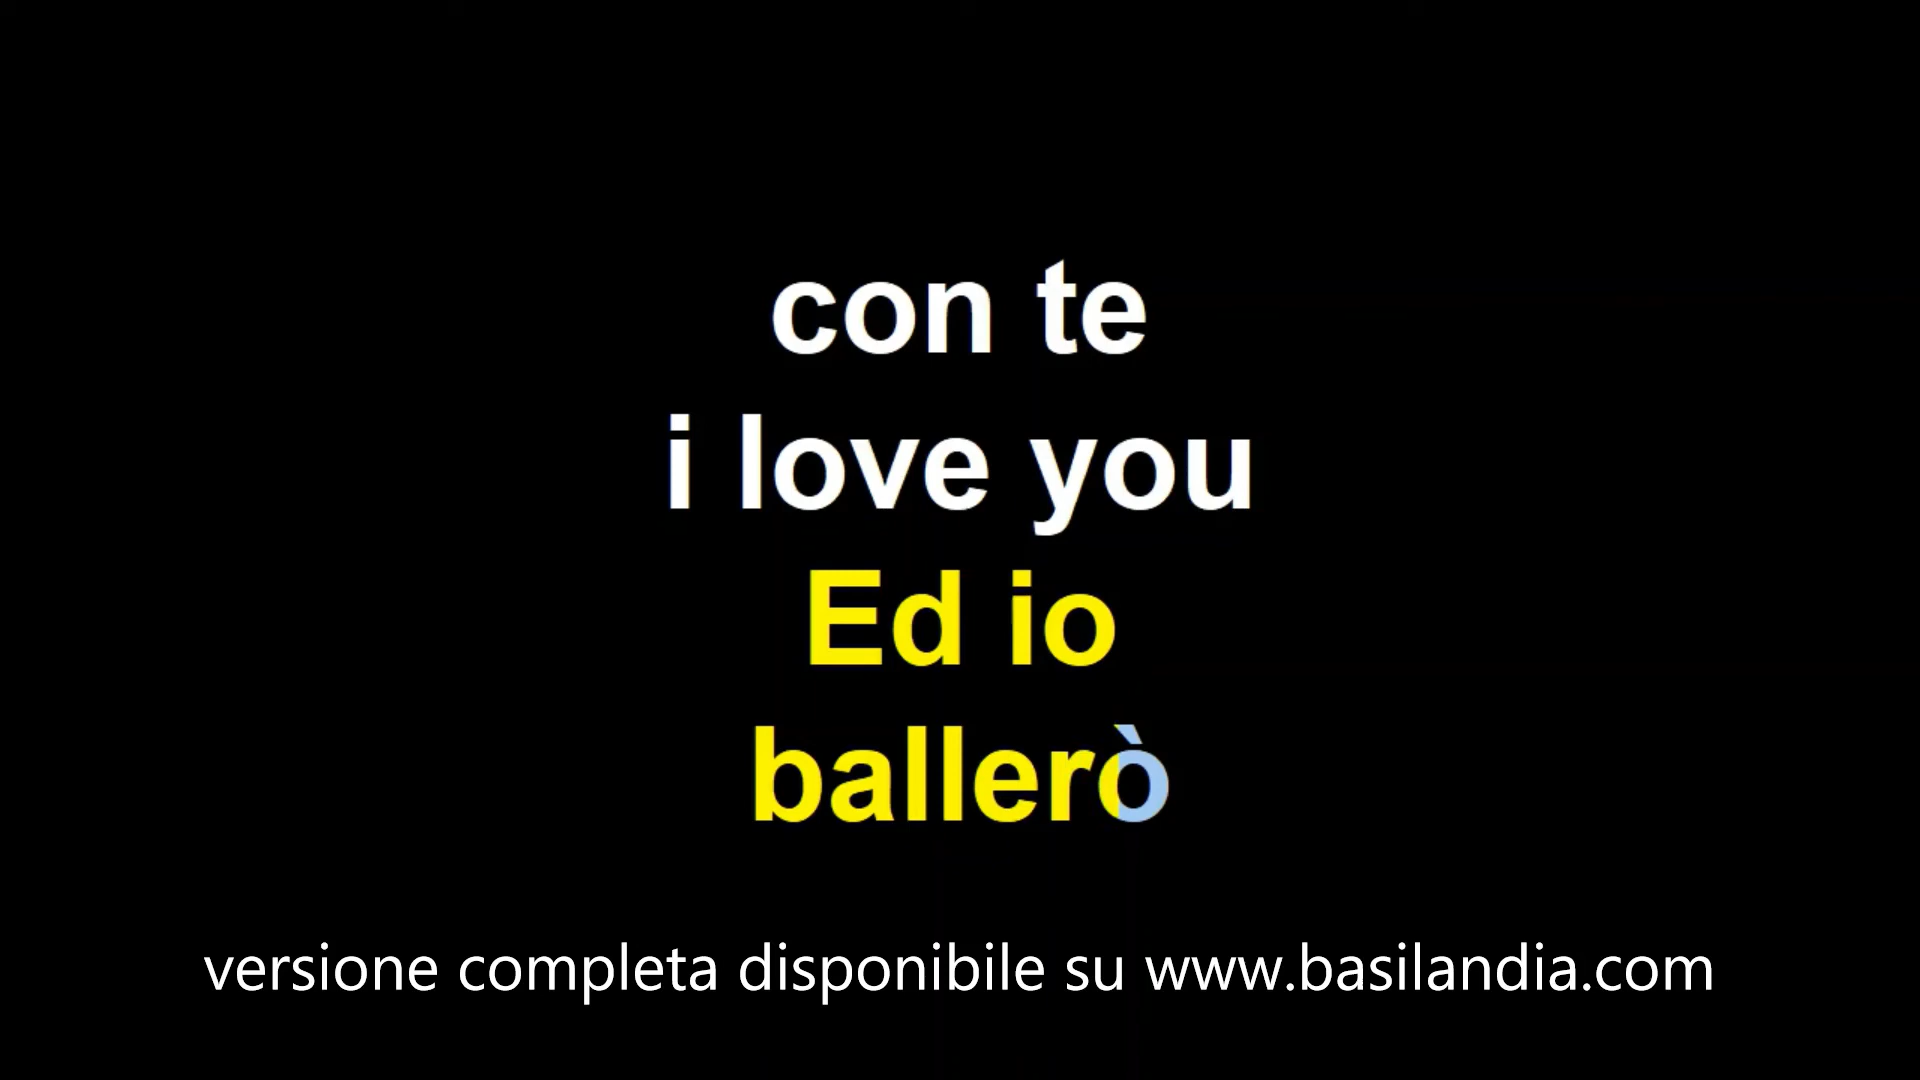 con te
i love you
Ed io
ballerò
versione completa disponibile su www.basilandia.com